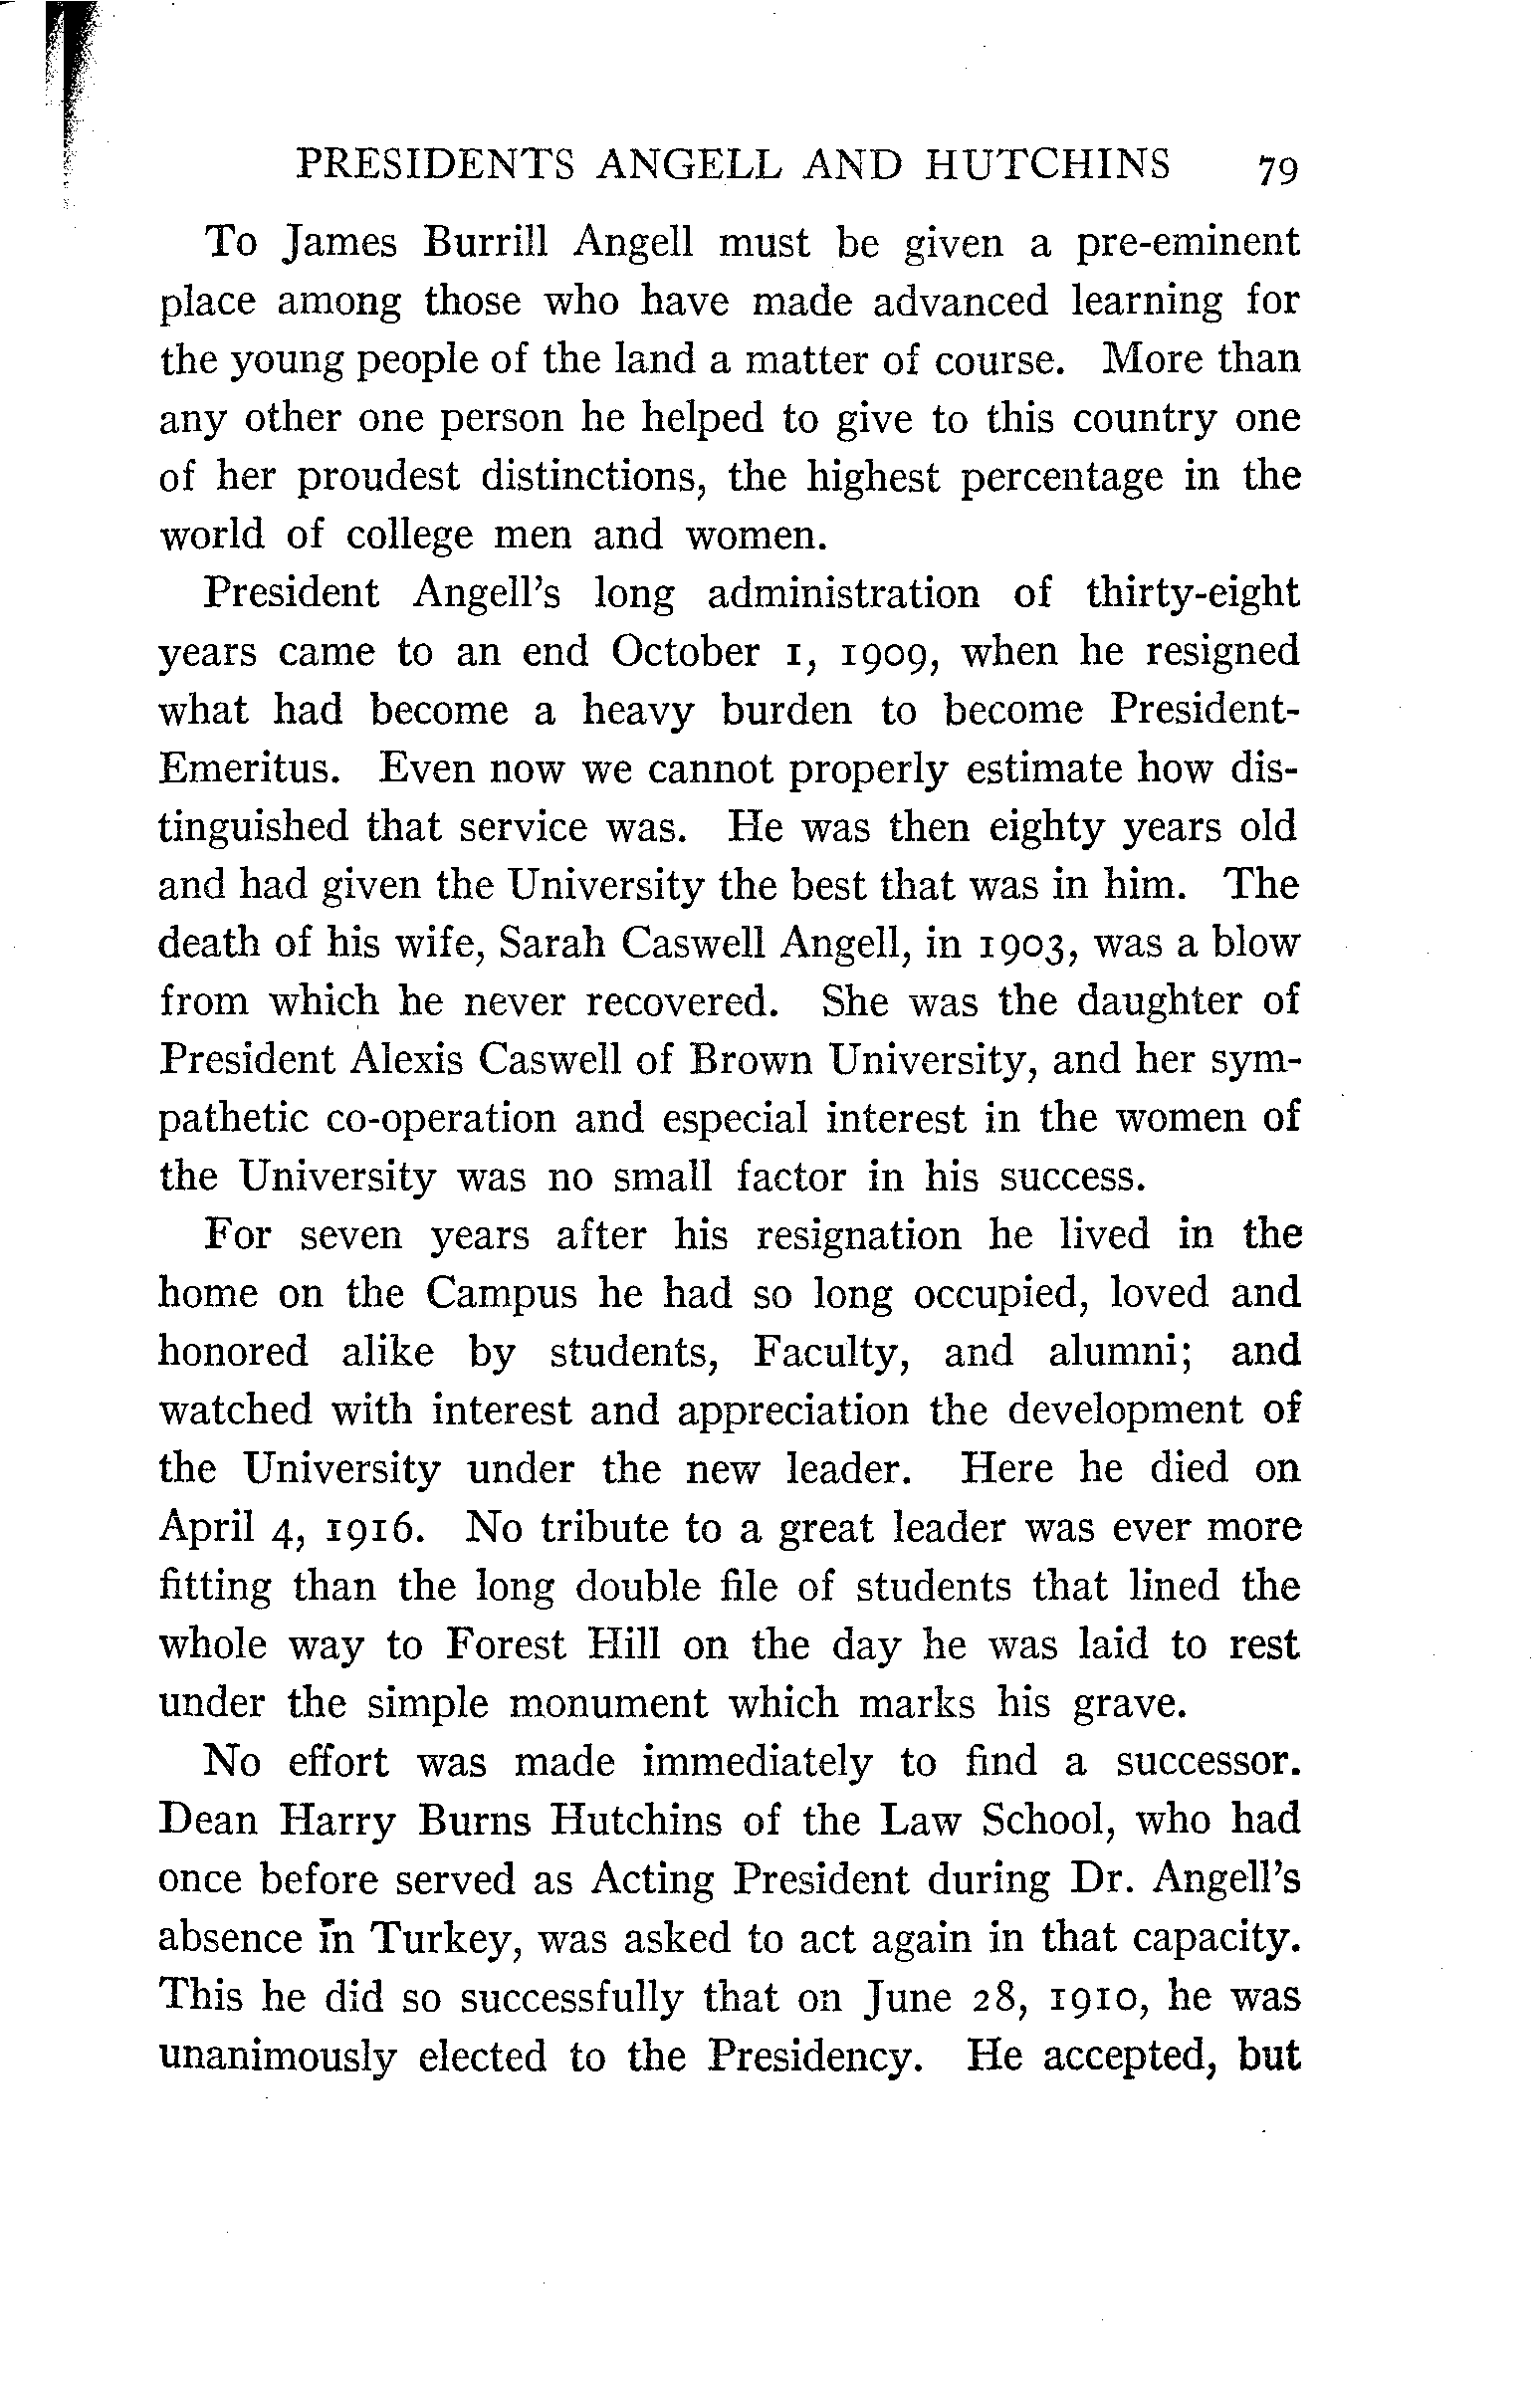 PRESIDENTS ANGELL AND HUTCHINS 79
To James Burrill Angell must be given a pre-eminent
place among those who have made advanced learning for
the young people of the land a matter of course. More than
any other one person he helped to give to this country one
of her proudest distinctions, the highest percentage in the
world of college men and women.
President Angell's long administration of thirty-eight
years came to an end October 1, 1909, when he resigned
what had become a heavy burden to become President-
Emeritus. Even now we cannot properly estimate how dis-
tinguished that service was. He was then eighty years old
and had given the University the best that was in him. The
death of his wife, Sarah Caswell Angell, in 1903, was a blow
from which he never recovered. She was the daughter of
President Alexis Caswell of Brown University, and her sym-
pathetic co-operation and especial interest in the women of
the University was no small factor in his success.
For seven years after his resignation he lived in the
home on the Campus he had so long occupied, loved and
honored alike by students, Faculty, and alumni; and
watched with interest and appreciation the development of
the University under the new leader. Here he died on
April 4, 1916. No tribute to a great leader was ever more
fitting than the long double file of students that lined the
whole way to Forest Hill on the day he was laid to rest
under the simple monument which marks his grave.
No effort was made immediately to find a successor.
Dean Harry Burns Hutchins of the Law School, who had
once before served as Acting President during Dr. Angell's
absence in Turkey, was asked to act again in that capacity.
This he did so successfully that on June 28, 1910, he was
unanimously elected to the Presidency. He accepted, but